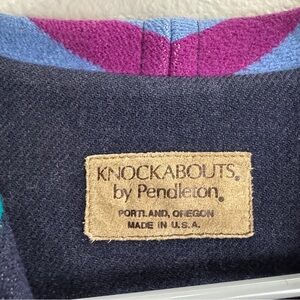 KNOCKABOUTS®
by Pendleton®
PORTLAND, OREGON
MADE IN U.S.A.